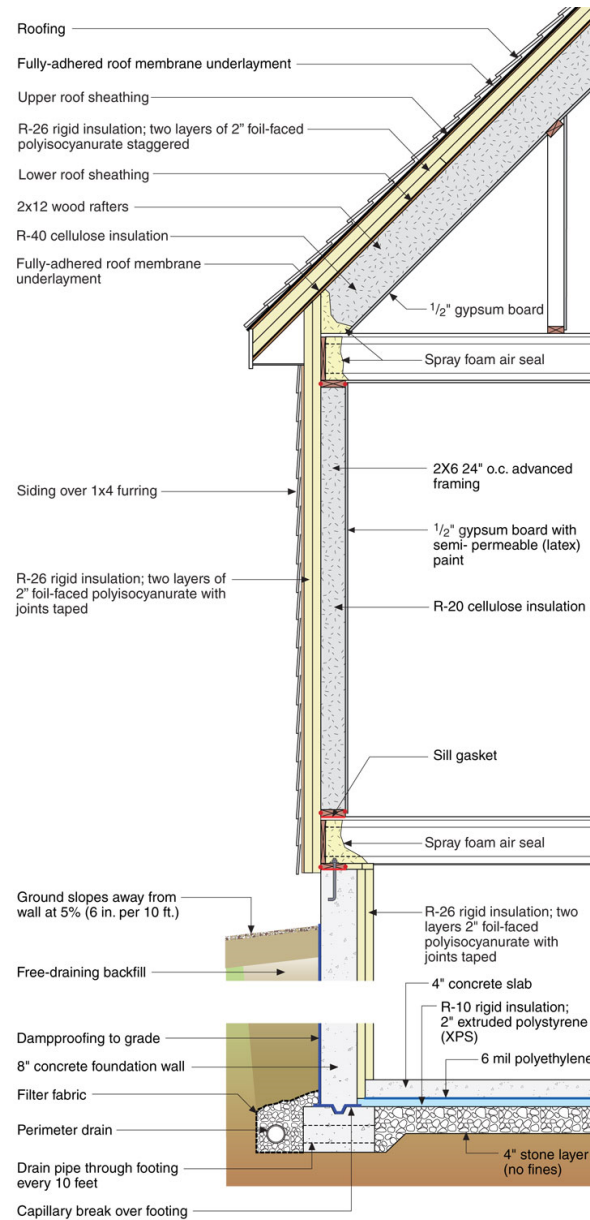 Roofing
Fully-adhered roof membrane underlayment
Upper roof sheathing
R-26 rigid insulation; two layers of 2” foil-faced
polyisocyanurate staggered
Lower roof sheathing
2x12 wood rafters
R-40 cellulose insulation
Fully-adhered roof membrane
underlayment
1/2" gypsum board
Spray foam air seal
2X6 24" o.c. advanced
framing
Siding over 1x4 furring
1/2" gypsum board with
semi- permeable (latex)
paint
R-26 rigid insulation; two layers of
2” foil-faced polyisocyanurate with
joints taped
R-20 cellulose insulation
Sill gasket
Spray foam air seal
Ground slopes away from
wall at 5% (6 in. per 10 ft.)
R-26 rigid insulation; two
layers 2" foil-faced
polyisocyanurate with
joints taped
Free-draining backfill
4" concrete slab
R-10 rigid insulation;
2" extruded polystyrene
(XPS)
Dampproofing to grade
6 mil polyethylene
8" concrete foundation wall
Filter fabric
Perimeter drain
4" stone layer
(no fines)
Drain pipe through footing
every 10 feet
Capillary break over footing